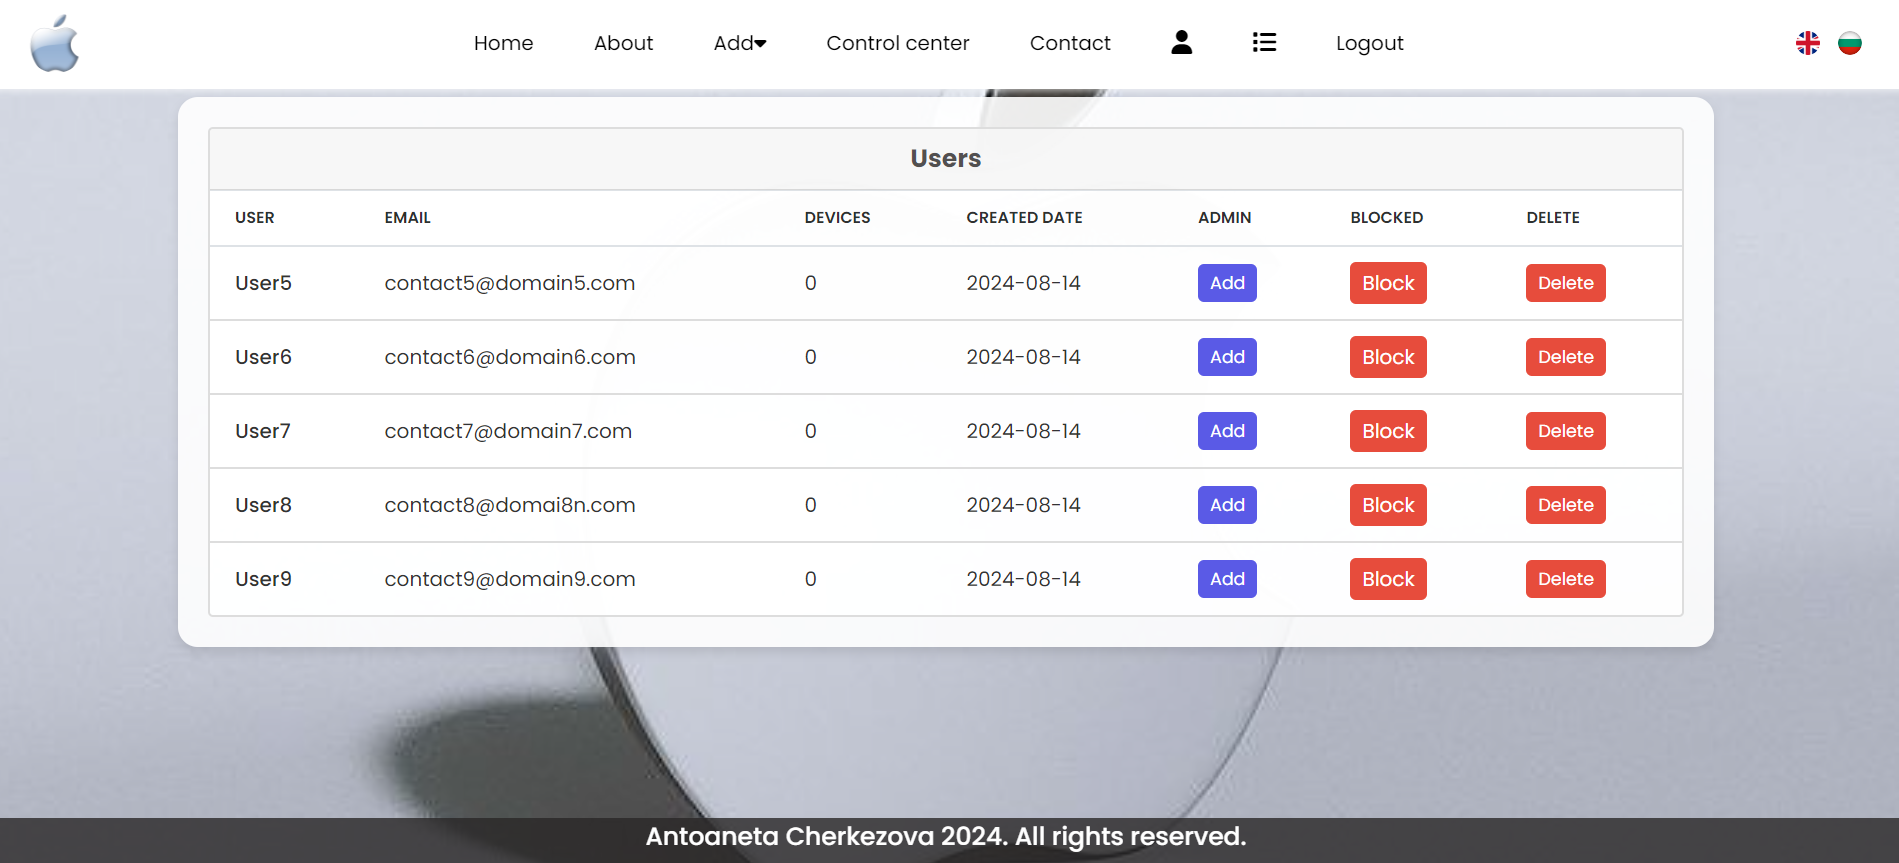 Home About Add Control center Contact Logout
Users
USER EMAIL DEVICES CREATED DATE ADMIN BLOCKED DELETE
User5 contact5@domain5.com 0 2024-08-14 Add Block Delete
User6 contact6@domain6.com 0 2024-08-14 Add Block Delete
User7 contact7@domain7.com 0 2024-08-14 Add Block Delete
User8 contact8@domai8n.com 0 2024-08-14 Add Block Delete
User9 contact9@domain9.com 0 2024-08-14 Add Block Delete
Antoaneta Cherkezova 2024. All rights reserved.